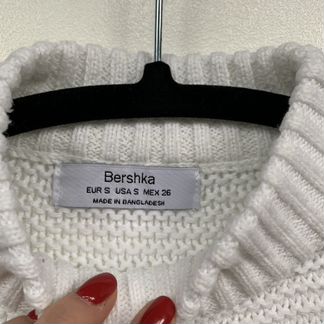 Bershka
EUR S USA S MEX 26
MADE IN BANGLADESH